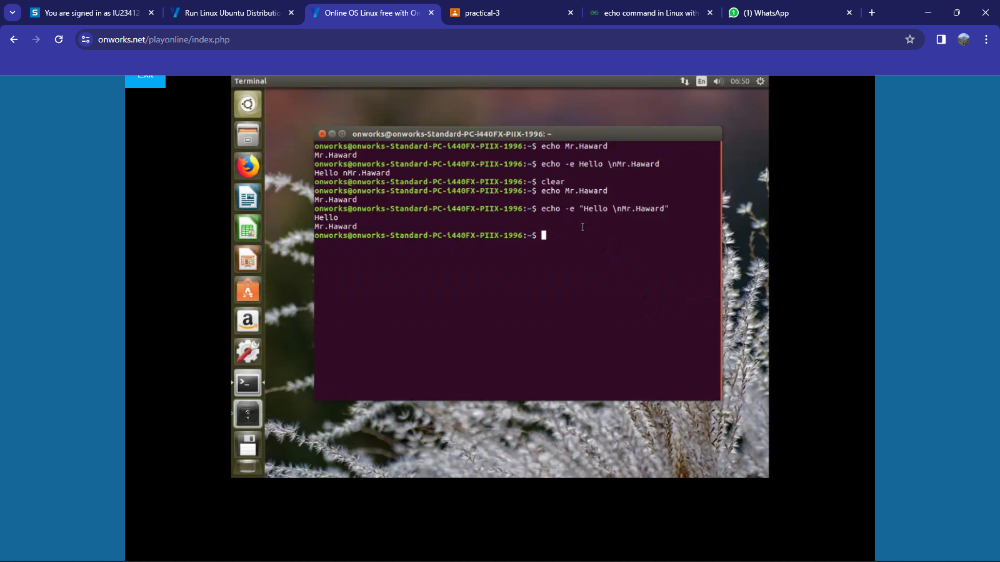 You are signed in as IU23412
Run Linux Ubuntu Distributio
Online OS Linux free with On
practical-3
echo command in Linux with
(1) WhatsApp
onworks.net/playonline/index.php
Exit
Terminal
En
06:50
onworks@onworks-Standard-PC-i440FX-PIIX-1996: ~
onworks@onworks-Standard-PC-i440FX-PIIX-1996:~$ echo Mr.Haward
Mr.Haward
onworks@onworks-Standard-PC-i440FX-PIIX-1996:~$ echo -e Hello \nMr.Haward
Hello nMr.Haward
onworks@onworks-Standard-PC-i440FX-PIIX-1996:~$ clear
onworks@onworks-Standard-PC-i440FX-PIIX-1996:~$ echo Mr.Haward
Mr.Haward
onworks@onworks-Standard-PC-i440FX-PIIX-1996:~$ echo -e "Hello \nMr.Haward"
Hello
Mr.Haward
onworks@onworks-Standard-PC-i440FX-PIIX-1996:~$